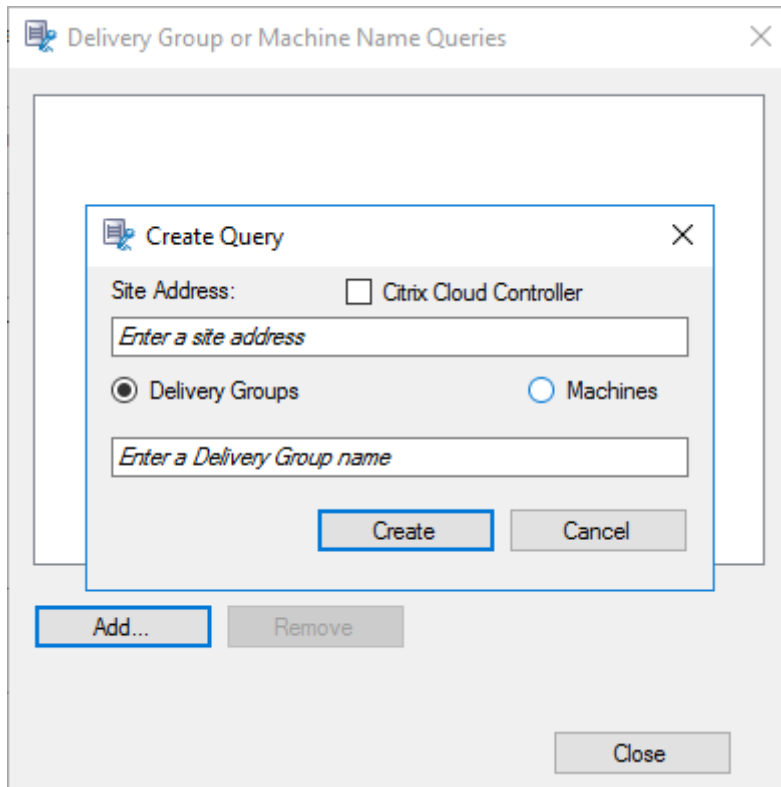 Delivery Group or Machine Name Queries
Create Query
Site Address: Citrix Cloud Controller
Enter a site address
Delivery Groups Machines
Enter a Delivery Group name
Create Cancel
Add... Remove
Close